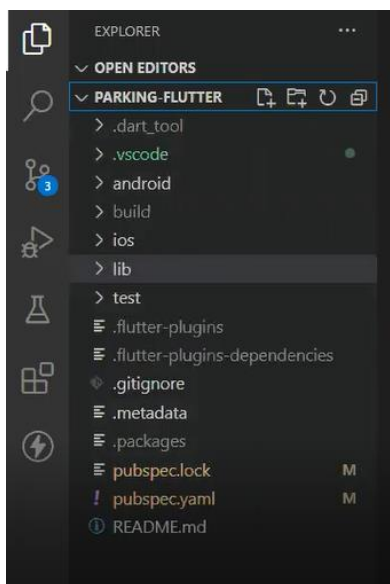 EXPLORER
OPEN EDITORS
PARKING-FLUTTER
.dart_tool
.vscode
3
android
build
ios
lib
test
.flutter-plugins
.flutter-plugins-dependencies
.gitignore
.metadata
.packages
pubspec.lock M
! pubspec.yaml M
README.md